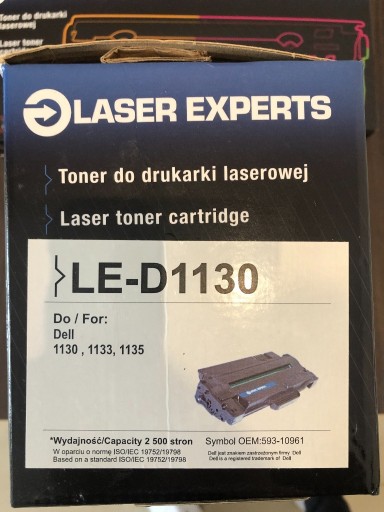 Toner do drukarki
laserowej
Laser toner
LASER EXPERTS
Toner do drukarki laserowej
Laser toner cartridge
LE-D1130
Do / For:
Dell
1130 , 1133, 1135
*Wydajność/Capacity 2 500 stron
Symbol OEM:593-10961
W oparciu o normę ISO/IEC 19752/19798
Based on a standard ISO/IEC 19752/19798
Dell jest znakiem zastrzeżonym firmy Dell
Dell is a registered trademark of Dell